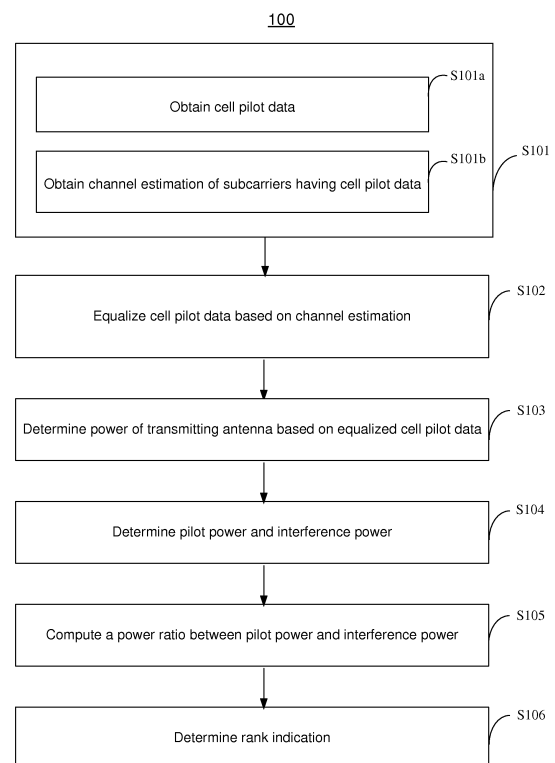 100
S101a
Obtain cell pilot data
S101
S101b
Obtain channel estimation of subcarriers having cell pilot data
S102
Equalize cell pilot data based on channel estimation
S103
Determine power of transmitting antenna based on equalized cell pilot data
S104
Determine pilot power and interference power
S105
Compute a power ratio between pilot power and interference power
S106
Determine rank indication